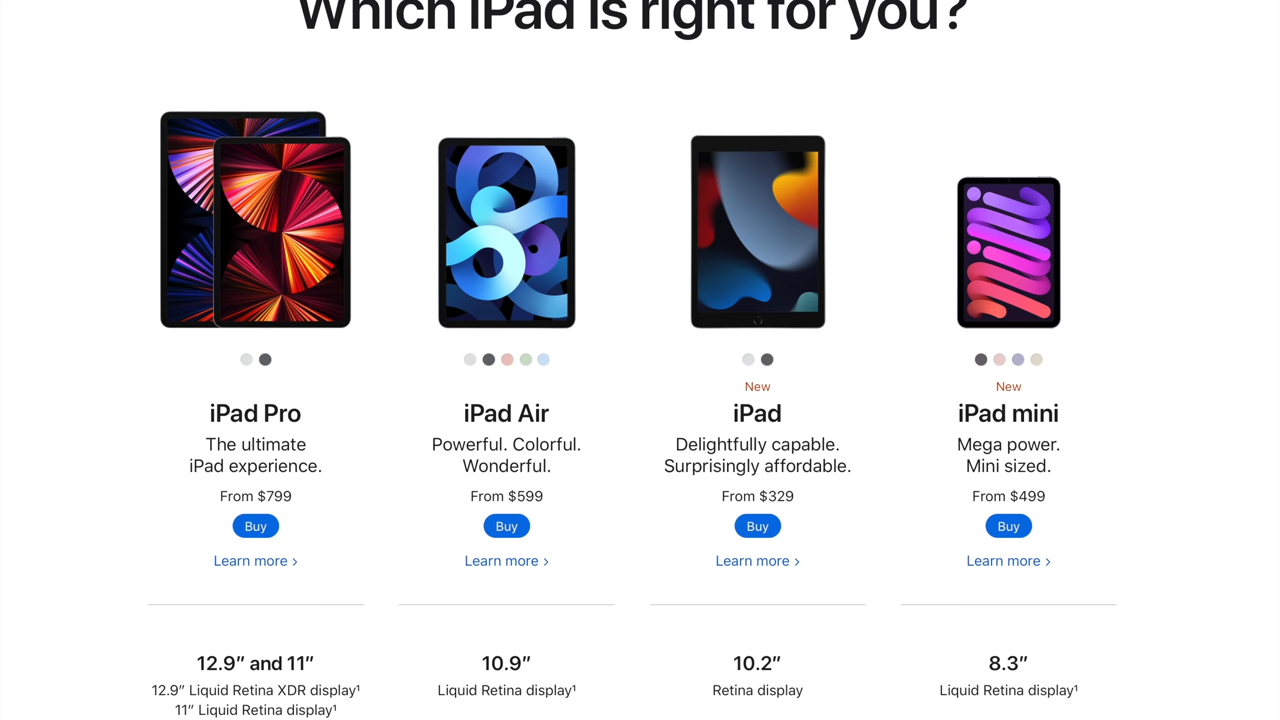 Which iPad is right for you?
New
New
iPad Pro
iPad Air
iPad
iPad mini
The ultimate
iPad experience.
Powerful. Colorful.
Wonderful.
Delightfully capable.
Surprisingly affordable.
Mega power.
Mini sized.
From $799
From $599
From $329
From $499
Buy
Buy
Buy
Buy
Learn more ›
Learn more ›
Learn more ›
Learn more ›
12.9” and 11”
10.9”
10.2”
8.3”
12.9” Liquid Retina XDR display¹
11” Liquid Retina display¹
Liquid Retina display¹
Retina display
Liquid Retina display¹